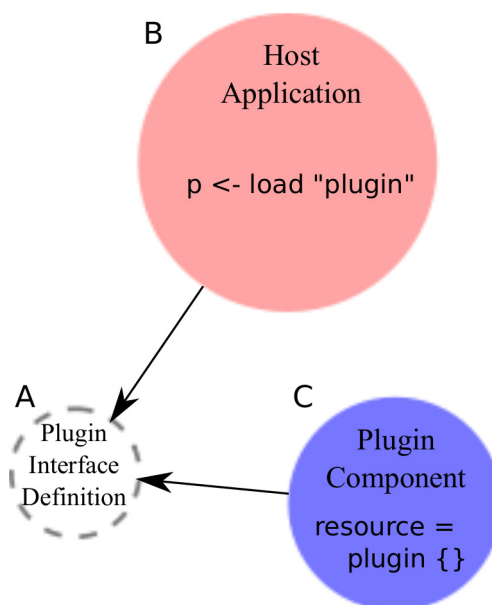 B
Host
Application
p <- load "plugin"
A
Plugin
Interface
Definition
C
Plugin
Component
resource =
plugin {}